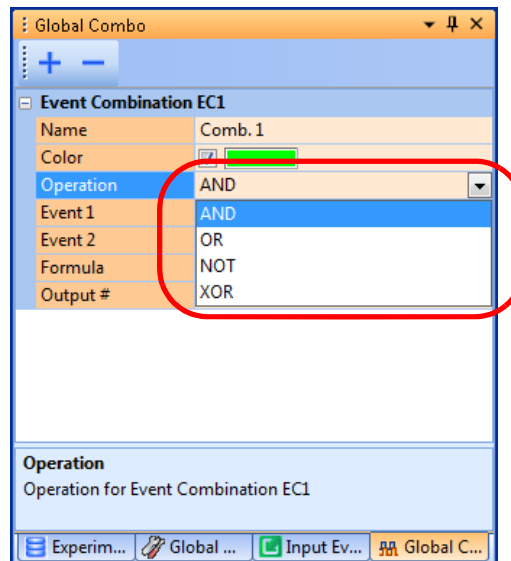 Global Combo
Event Combination EC1
Name Comb. 1
Color
Operation AND
Event 1 AND
Event 2 OR
Formula NOT
Output # XOR
Operation
Operation for Event Combination EC1
Experim... Global ... Input Ev... Global C...